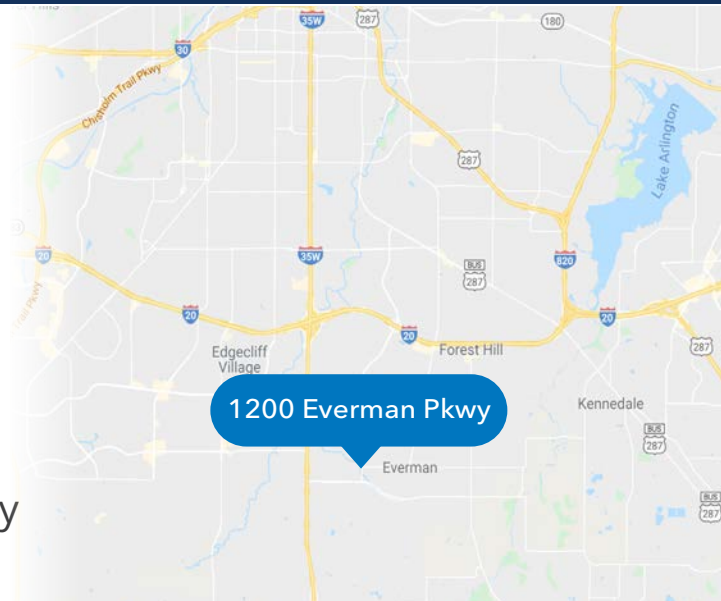 35W
287
180
30
Chisholm Trail Pkwy
Lake Arlington
287
20
35W
BUS
287
820
20
20
20
287
Edgecliff
Village
Forest Hill
1200 Everman Pkwy
Kennedale
BUS
287
Everman
BUS
287
y